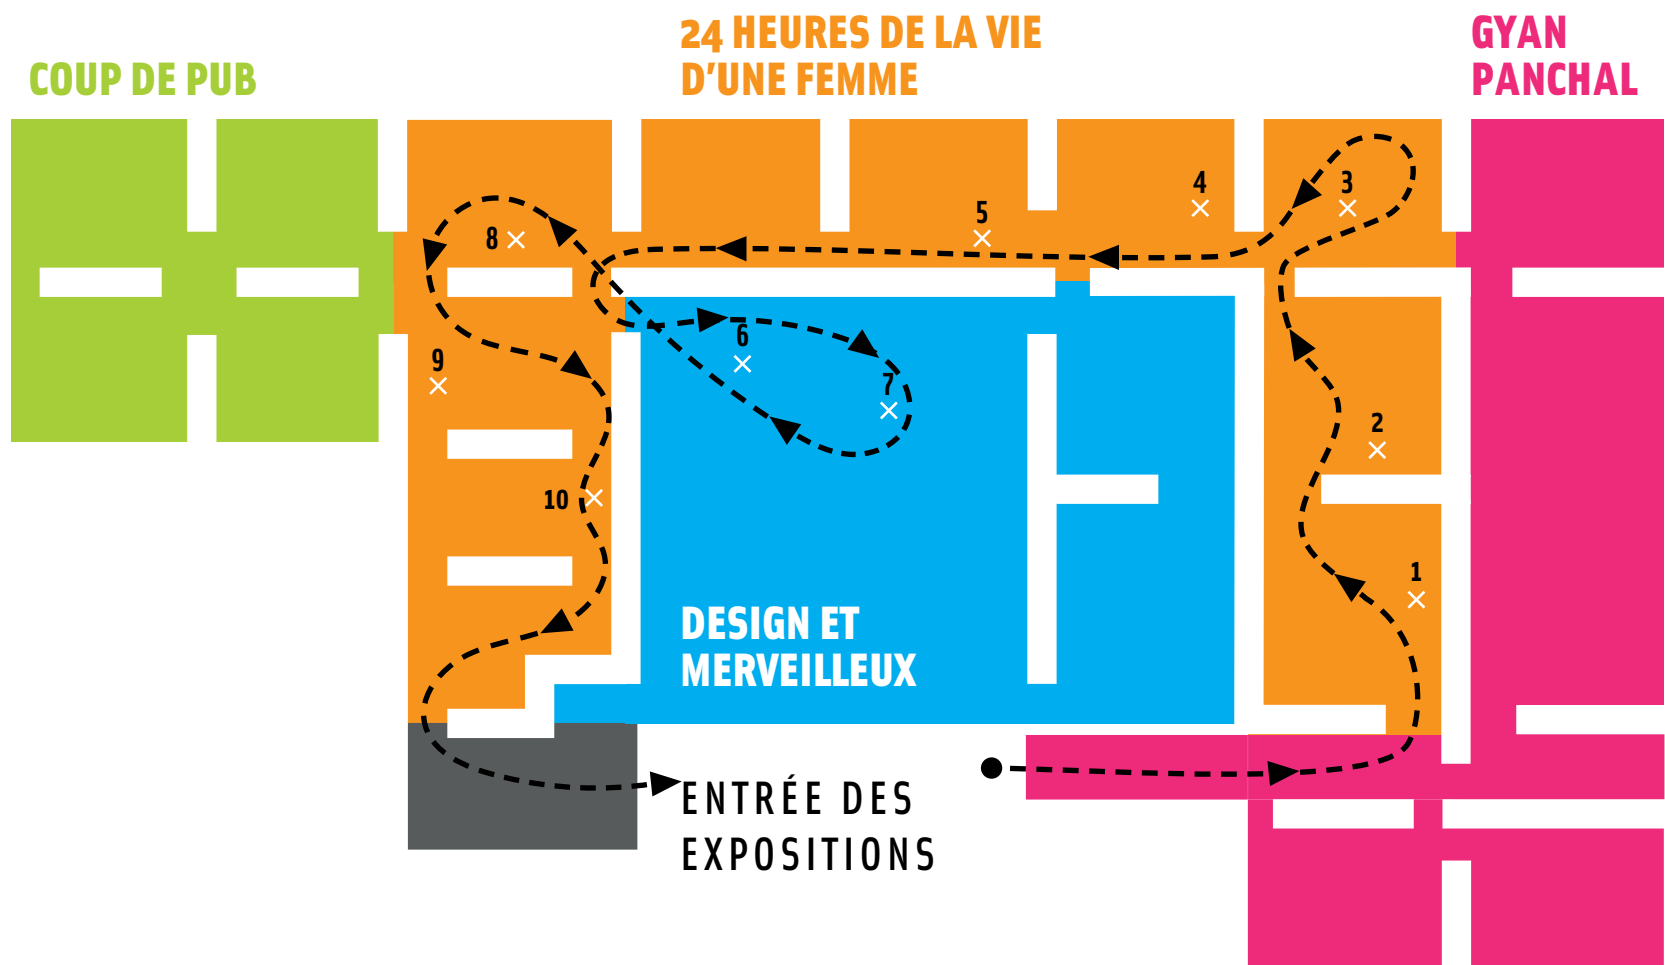 COUP DE PUB
24 HEURES DE LA VIE
D'UNE FEMME
GYAN
PANCHAL
3
4
5
8
6
9
7
2
10
1
DESIGN ET
MERVEILLEUX
ENTRÉE DES
EXPOSITIONS